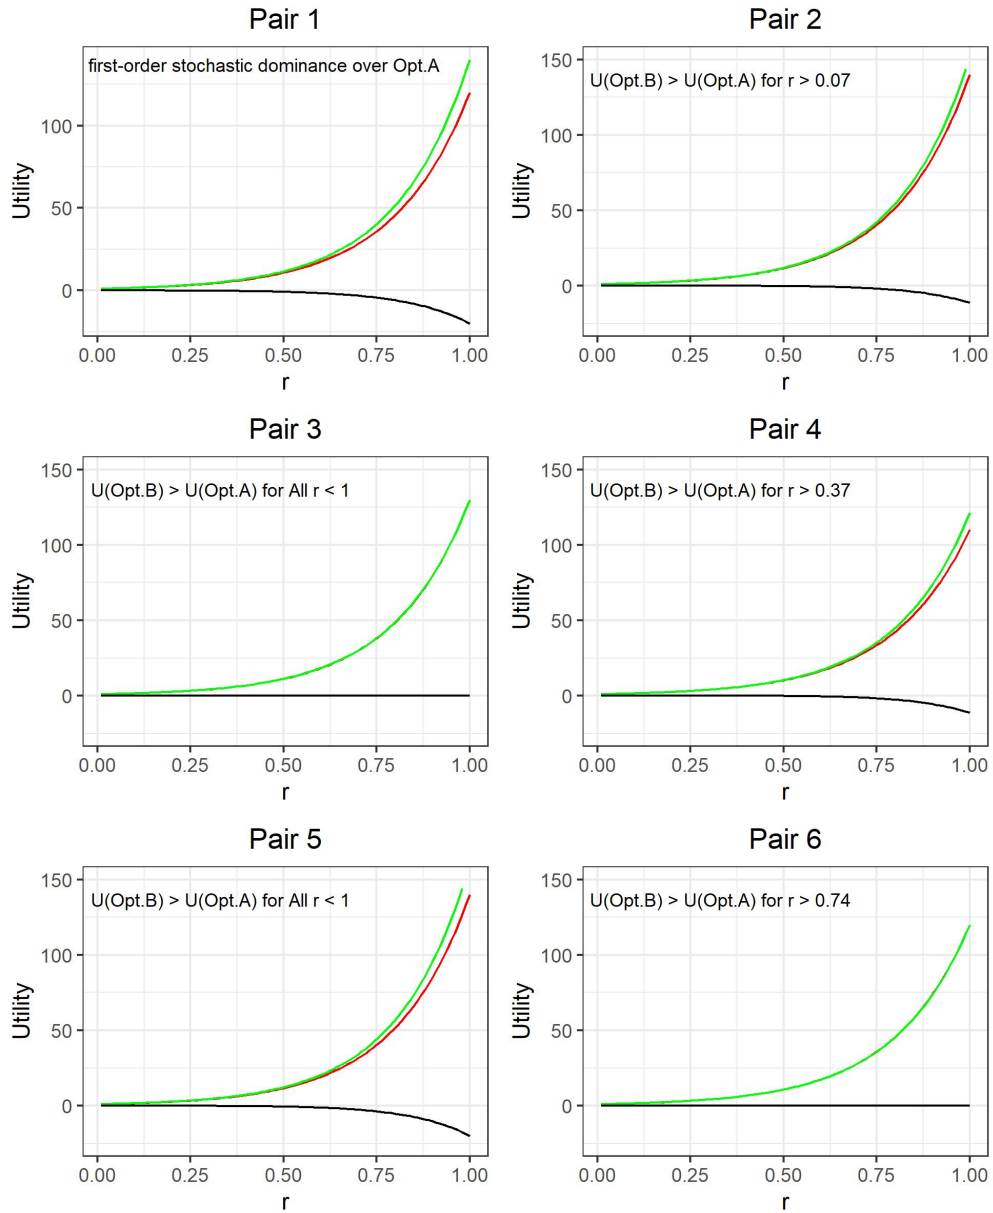 Pair 1
first-order stochastic dominance over Opt.A
Utility
100
50
0
0.00 0.25 0.50 0.75 1.00
r
Pair 2
U(Opt.B) > U(Opt.A) for r > 0.07
Utility
150
100
50
0
0.00 0.25 0.50 0.75 1.00
r
Pair 3
U(Opt.B) > U(Opt.A) for All r < 1
Utility
150
100
50
0
0.00 0.25 0.50 0.75 1.00
r
Pair 4
U(Opt.B) > U(Opt.A) for r > 0.37
Utility
150
100
50
0
0.00 0.25 0.50 0.75 1.00
r
Pair 5
U(Opt.B) > U(Opt.A) for All r < 1
Utility
150
100
50
0
0.00 0.25 0.50 0.75 1.00
r
Pair 6
U(Opt.B) > U(Opt.A) for r > 0.74
Utility
150
100
50
0
0.00 0.25 0.50 0.75 1.00
r